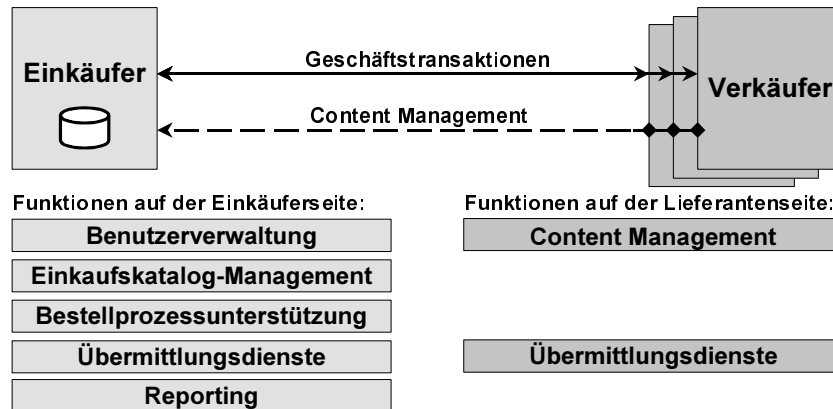 Einkäufer
Geschäftstransaktionen
Verkäufer
Content Management
Funktionen auf der Einkäuferseite:
Benutzerverwaltung
Einkaufskatalog-Management
Bestellprozessunterstützung
Übermittlungsdienste
Reporting
Funktionen auf der Lieferantenseite:
Content Management
Übermittlungsdienste